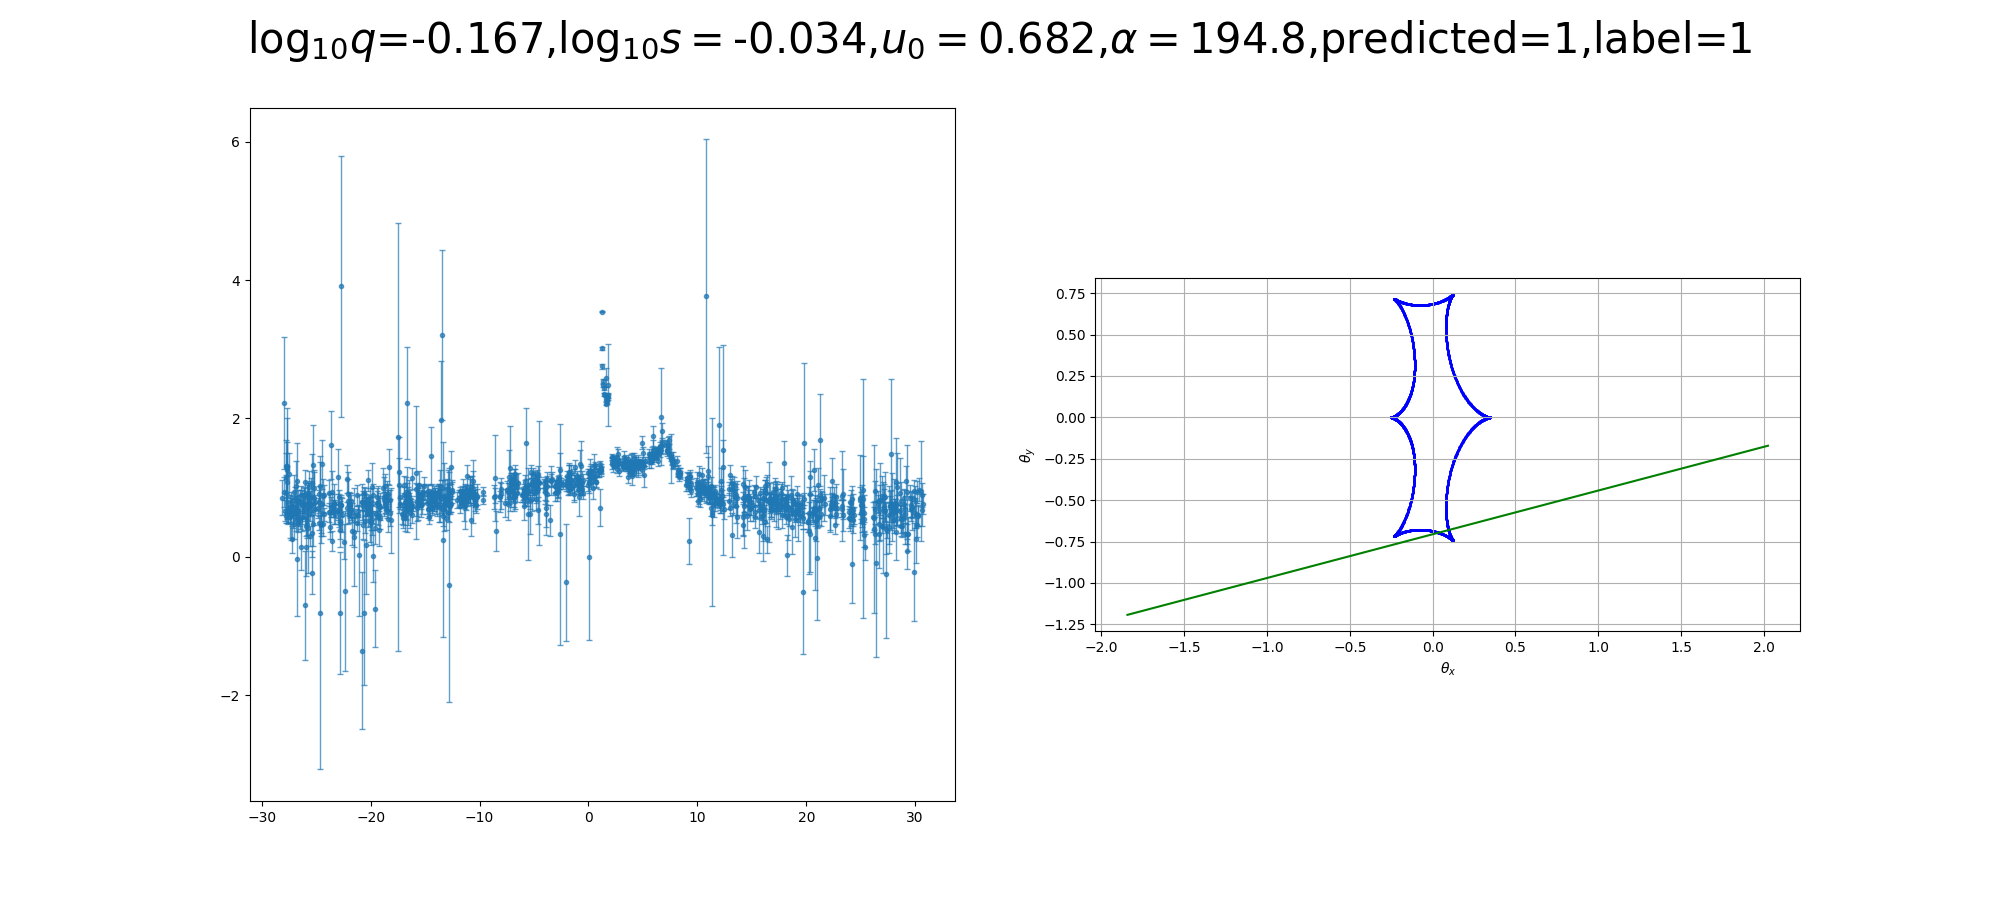 log₁₀q=-0.167,log₁₀s = -0.034,u₀ = 0.682,α = 194.8,predicted=1,label=1
6
4
2
0
−2
−30 −20 −10 0 10 20 30
θy
0.75
0.50
0.25
0.00
−0.25
−0.50
−0.75
−1.00
−1.25
−2.0 −1.5 −1.0 −0.5 0.0 0.5 1.0 1.5 2.0
θx